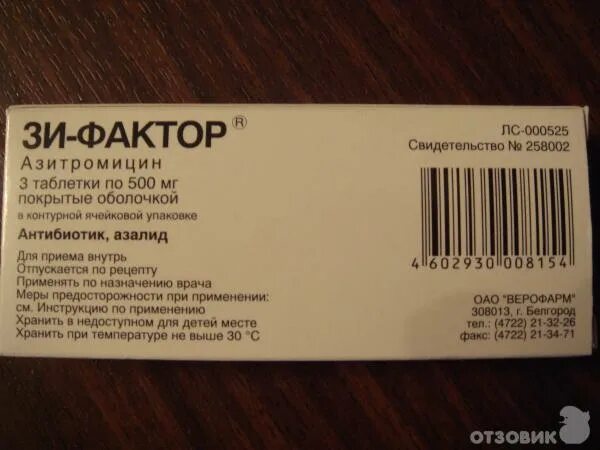 ЗИ-ФАКТОР®
Азитромицин
3 таблетки по 500 мг
покрытые оболочкой
в контурной ячейковой упаковке
Антибиотик, азалид
Для приема внутрь
Отпускается по рецепту
Применять по назначению врача
Меры предосторожности при применении:
см. Инструкцию по применению
Хранить в недоступном для детей месте
Хранить при температуре не выше 30 °С
ЛС-000525
Свидетельство № 258002
4 602930 008154
ОАО "ВЕРОФАРМ"
308013, г. Белгород
тел.: (4722) 21-32-26
факс: (4722) 21-34-71
ОТЗОВИК